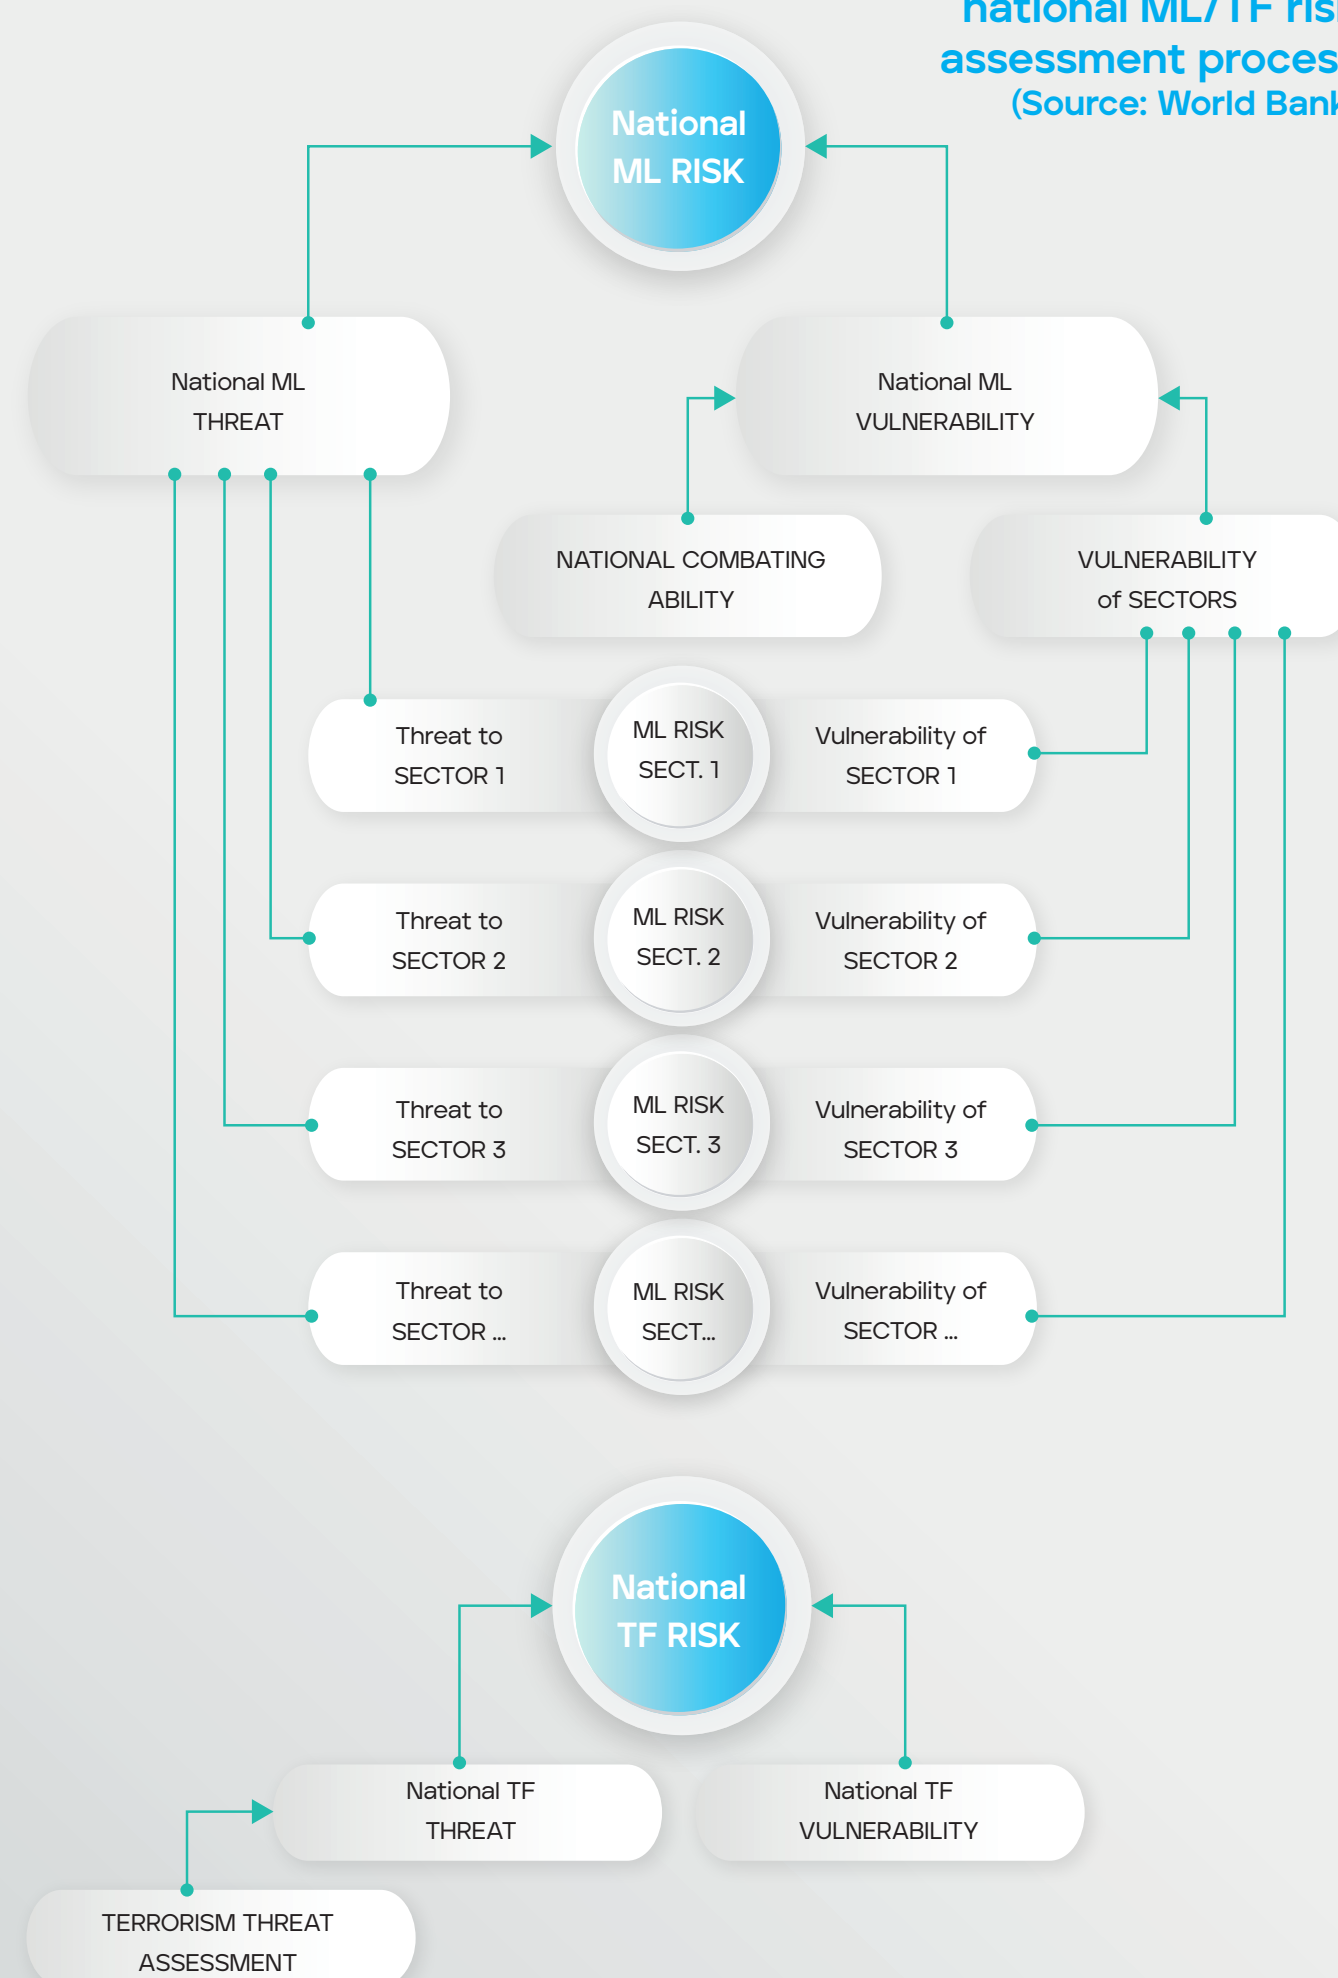 national ML/TF risk
assessment process
(Source: World Bank
National
ML RISK
National ML
THREAT
National ML
VULNERABILITY
NATIONAL COMBATING
ABILITY
VULNERABILITY
of SECTORS
Threat to
SECTOR 1
ML RISK
SECT. 1
Vulnerability of
SECTOR 1
Threat to
SECTOR 2
ML RISK
SECT. 2
Vulnerability of
SECTOR 2
Threat to
SECTOR 3
ML RISK
SECT. 3
Vulnerability of
SECTOR 3
Threat to
SECTOR ...
ML RISK
SECT...
Vulnerability of
SECTOR ...
National
TF RISK
National TF
THREAT
National TF
VULNERABILITY
TERRORISM THREAT
ASSESSMENT